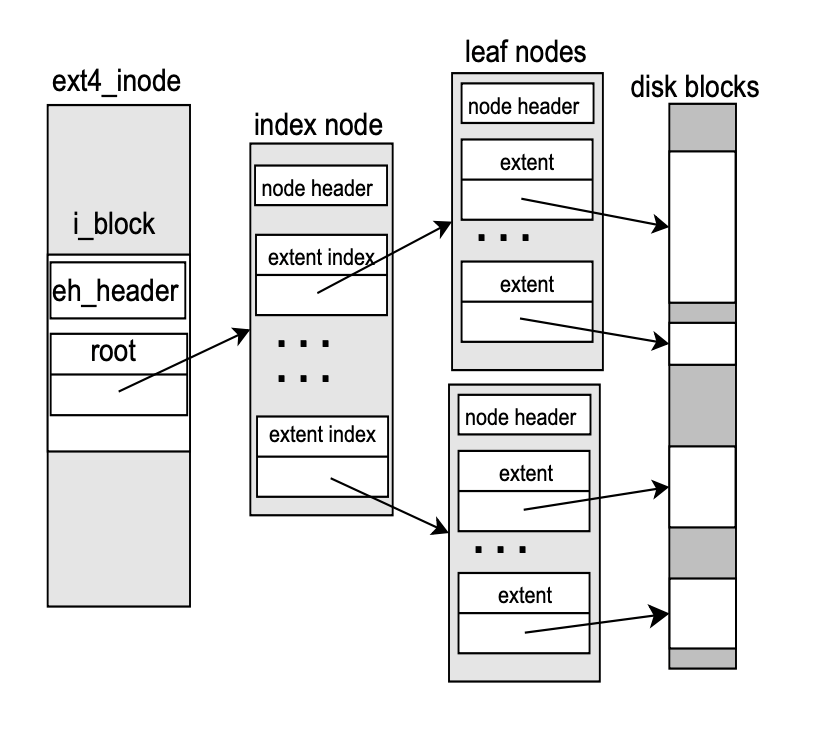 ext4_inode
i_block
eh_header
root
index node
node header
extent index
. . .
. . .
extent index
leaf nodes
node header
extent
. . .
extent
node header
extent
. . .
extent
disk blocks